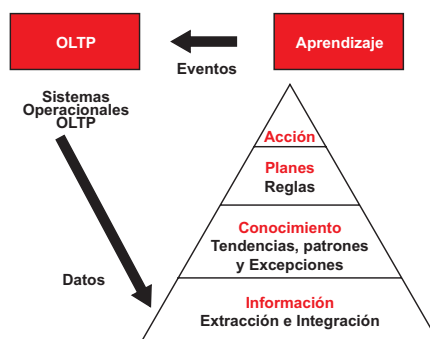 OLTP
Aprendizaje
Eventos
Sistemas
Operacionales
OLTP
Acción
Planes
Reglas
Conocimiento
Tendencias, patrones
y Excepciones
Datos
Información
Extracción e Integración